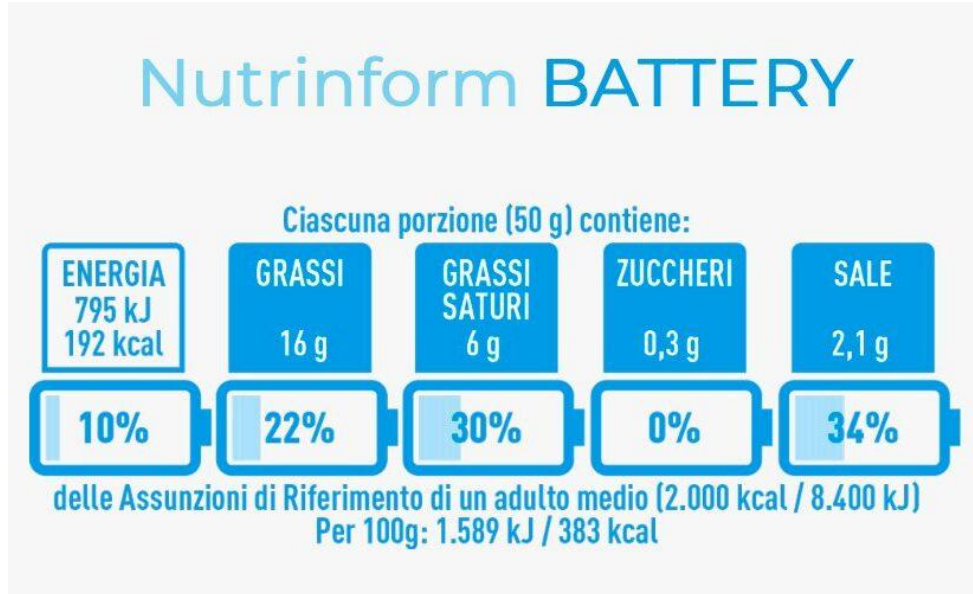 Nutrinform BATTERY
Ciascuna porzione (50 g) contiene:
ENERGIA
795 kJ
192 kcal
GRASSI
16 g
GRASSI
SATURI
6 g
ZUCCHERI
0,3 g
SALE
2,1 g
10%
22%
30%
0%
34%
delle Assunzioni di Riferimento di un adulto medio (2.000 kcal / 8.400 kJ)
Per 100g: 1.589 kJ / 383 kcal